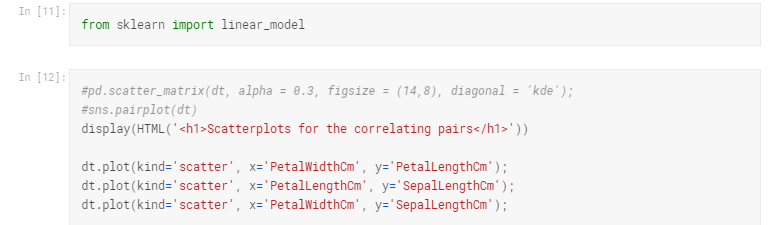 In [11]:
from sklearn import linear_model
In [12]:
#pd.scatter_matrix(dt, alpha = 0.3, figsize = (14,8), diagonal = 'kde');
#sns.pairplot(dt)
display(HTML('<h1>Scatterplots for the correlating pairs</h1>'))
dt.plot(kind='scatter', x='PetalWidthCm', y='PetalLengthCm');
dt.plot(kind='scatter', x='PetalLengthCm', y='SepalLengthCm');
dt.plot(kind='scatter', x='PetalWidthCm', y='SepalLengthCm');